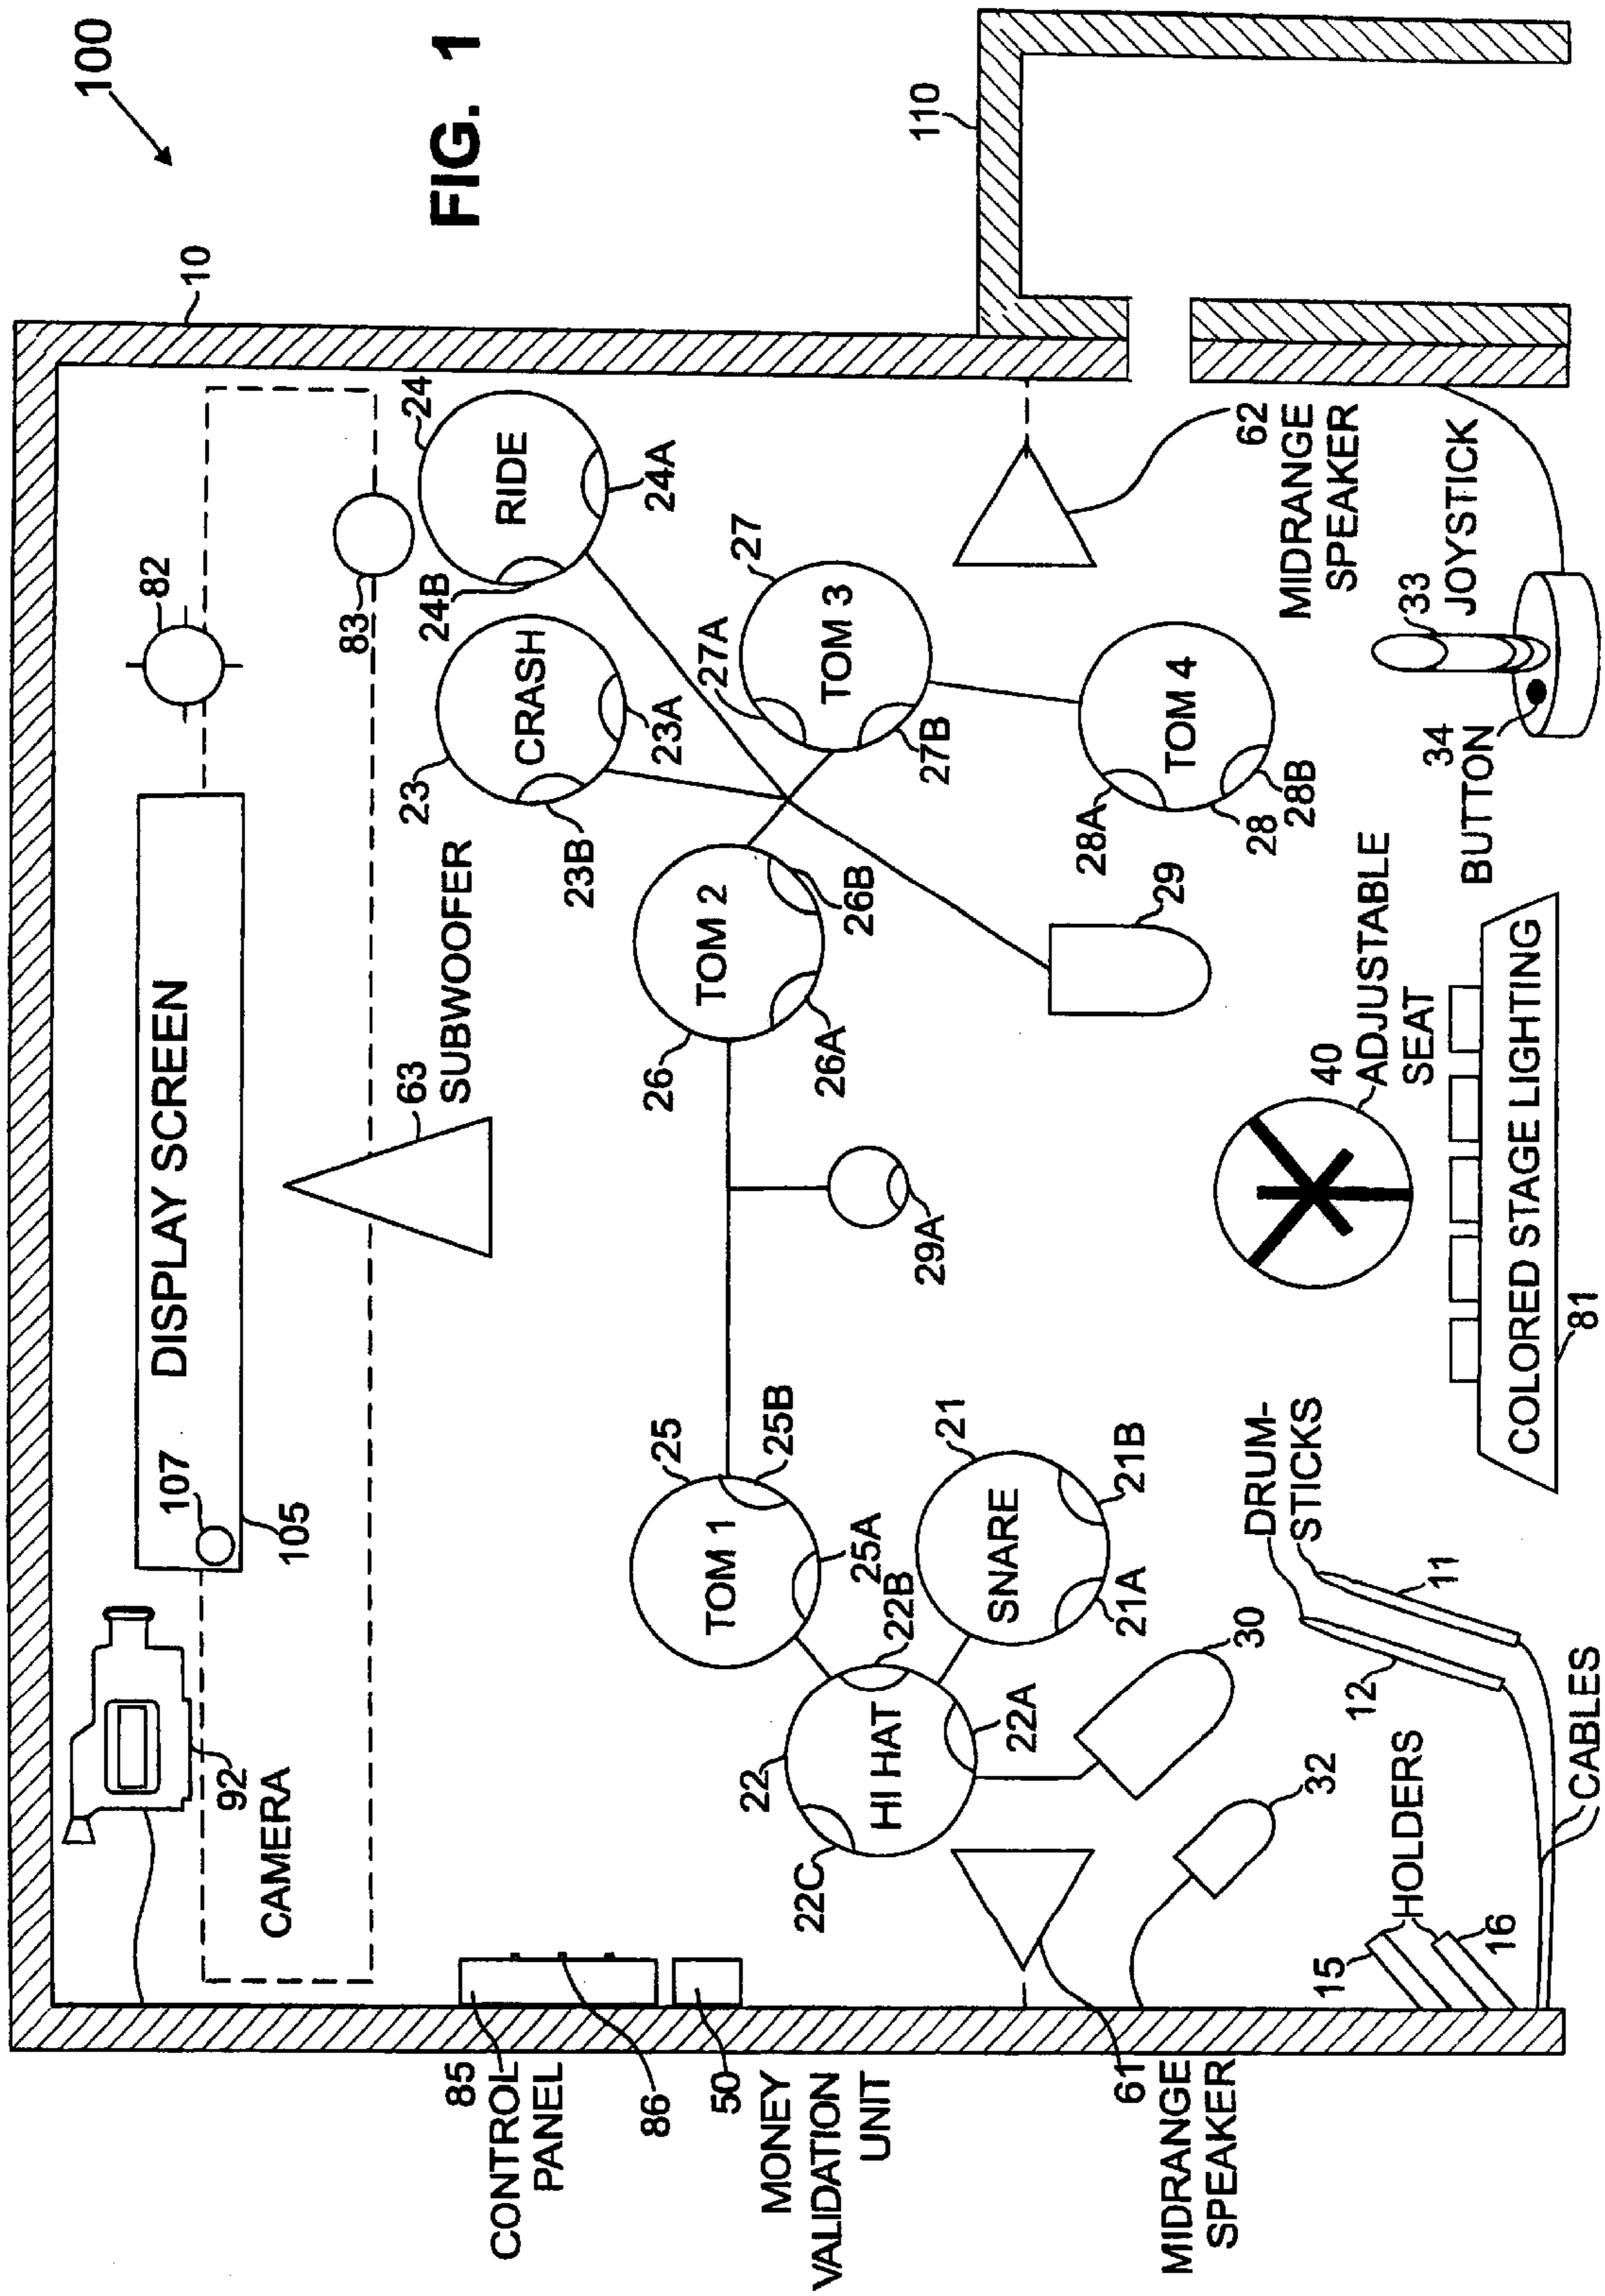 100
FIG. 1
10
110
82
83
DISPLAY SCREEN
107
105
92
CAMERA
63
SUBWOOFER
24
RIDE
24A
24B
23
CRASH
23A
23B
27
TOM 3
27A
27B
26
TOM 2
26A
26B
28
TOM 4
28A
28B
29
29A
25
TOM 1
25A
25B
21
SNARE
21A
21B
22
HI HAT
22A
22B
22C
30
32
62
MIDRANGE
SPEAKER
33
JOYSTICK
34
BUTTON
40
ADJUSTABLE
SEAT
COLORED STAGE LIGHTING
81
DRUM-
STICKS
11
12
HOLDERS
15
16
CABLES
85
CONTROL
PANEL
86
50
MONEY
VALIDATION
UNIT
61
MIDRANGE
SPEAKER